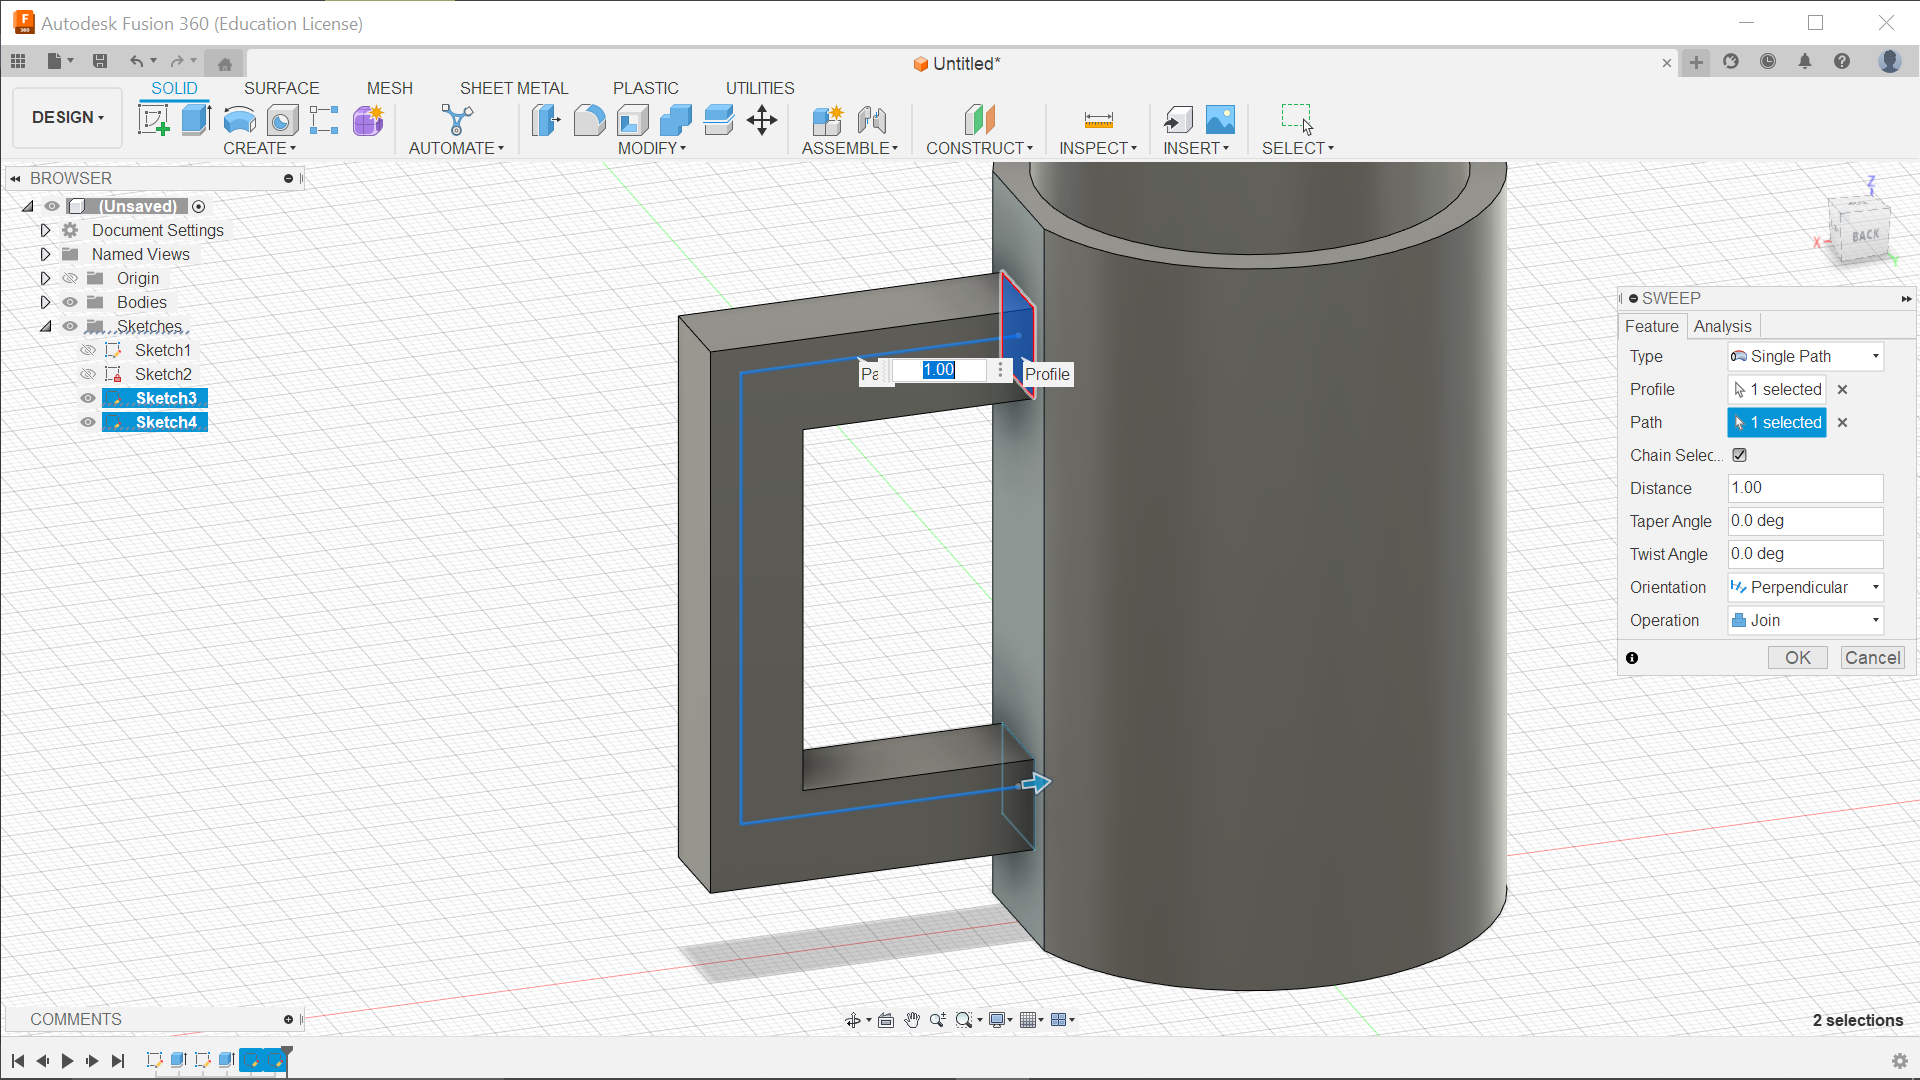 Autodesk Fusion 360 (Education License)
Untitled*
SOLID SURFACE MESH SHEET METAL PLASTIC UTILITIES
DESIGN
CREATE AUTOMATE MODIFY ASSEMBLE CONSTRUCT INSPECT INSERT SELECT
BROWSER
(Unsaved)
Document Settings
Named Views
Origin
Bodies
Sketches
Sketch1
Sketch2
Sketch3
Sketch4
Pa
1.00
Profile
Z
X
BACK
Y
SWEEP
Feature Analysis
Type Single Path
Profile 1 selected
Path 1 selected
Chain Selec...
Distance 1.00
Taper Angle 0.0 deg
Twist Angle 0.0 deg
Orientation Perpendicular
Operation Join
OK Cancel
COMMENTS
2 selections